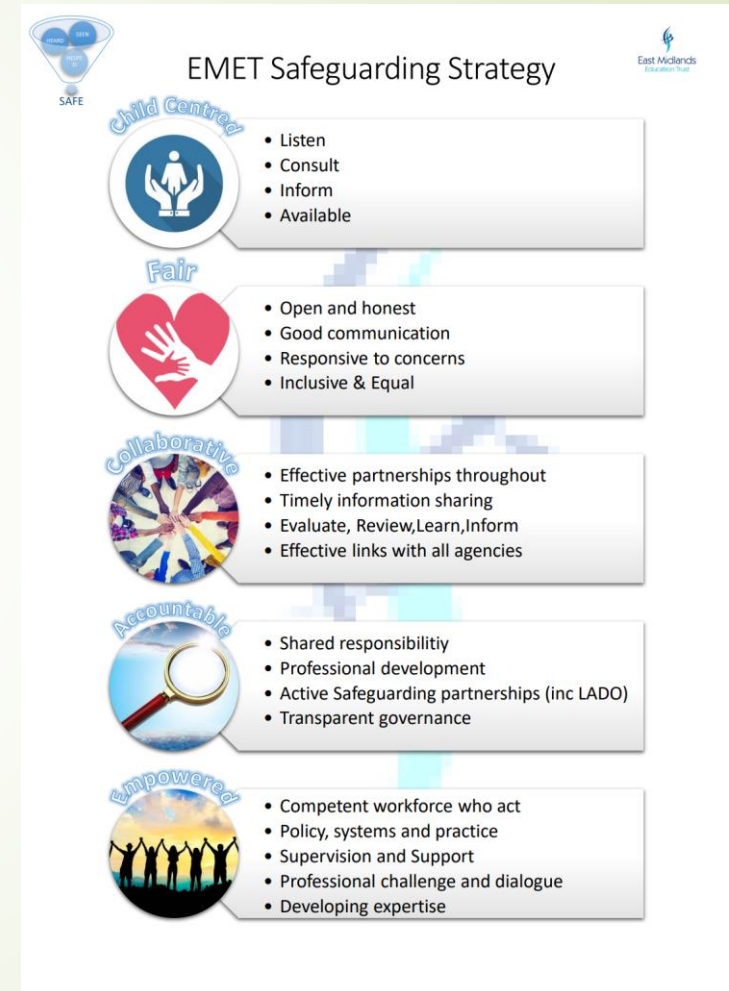 HEARD
SEEN
HELPE
D
SAFE
EMET Safeguarding Strategy
East Midlands
Education Trust
Child Centred
• Listen
• Consult
• Inform
• Available
Fair
• Open and honest
• Good communication
• Responsive to concerns
• Inclusive & Equal
Collaborative
• Effective partnerships throughout
• Timely information sharing
• Evaluate, Review,Learn,Inform
• Effective links with all agencies
Accountable
• Shared responsibilitiy
• Professional development
• Active Safeguarding partnerships (inc LADO)
• Transparent governance
Empowered
• Competent workforce who act
• Policy, systems and practice
• Supervision and Support
• Professional challenge and dialogue
• Developing expertise